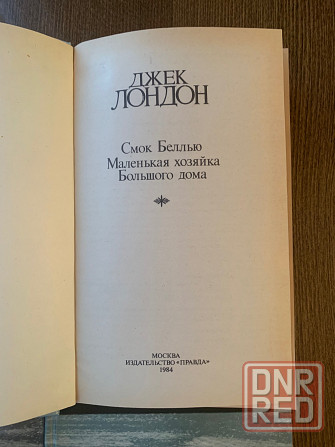 ДЖЕК
ЛОНДОН
Смок Беллью
Маленькая хозяйка
Большого дома
МОСКВА
ИЗДАТЕЛЬСТВО «ПРАВДА»
1984
DNR
RED